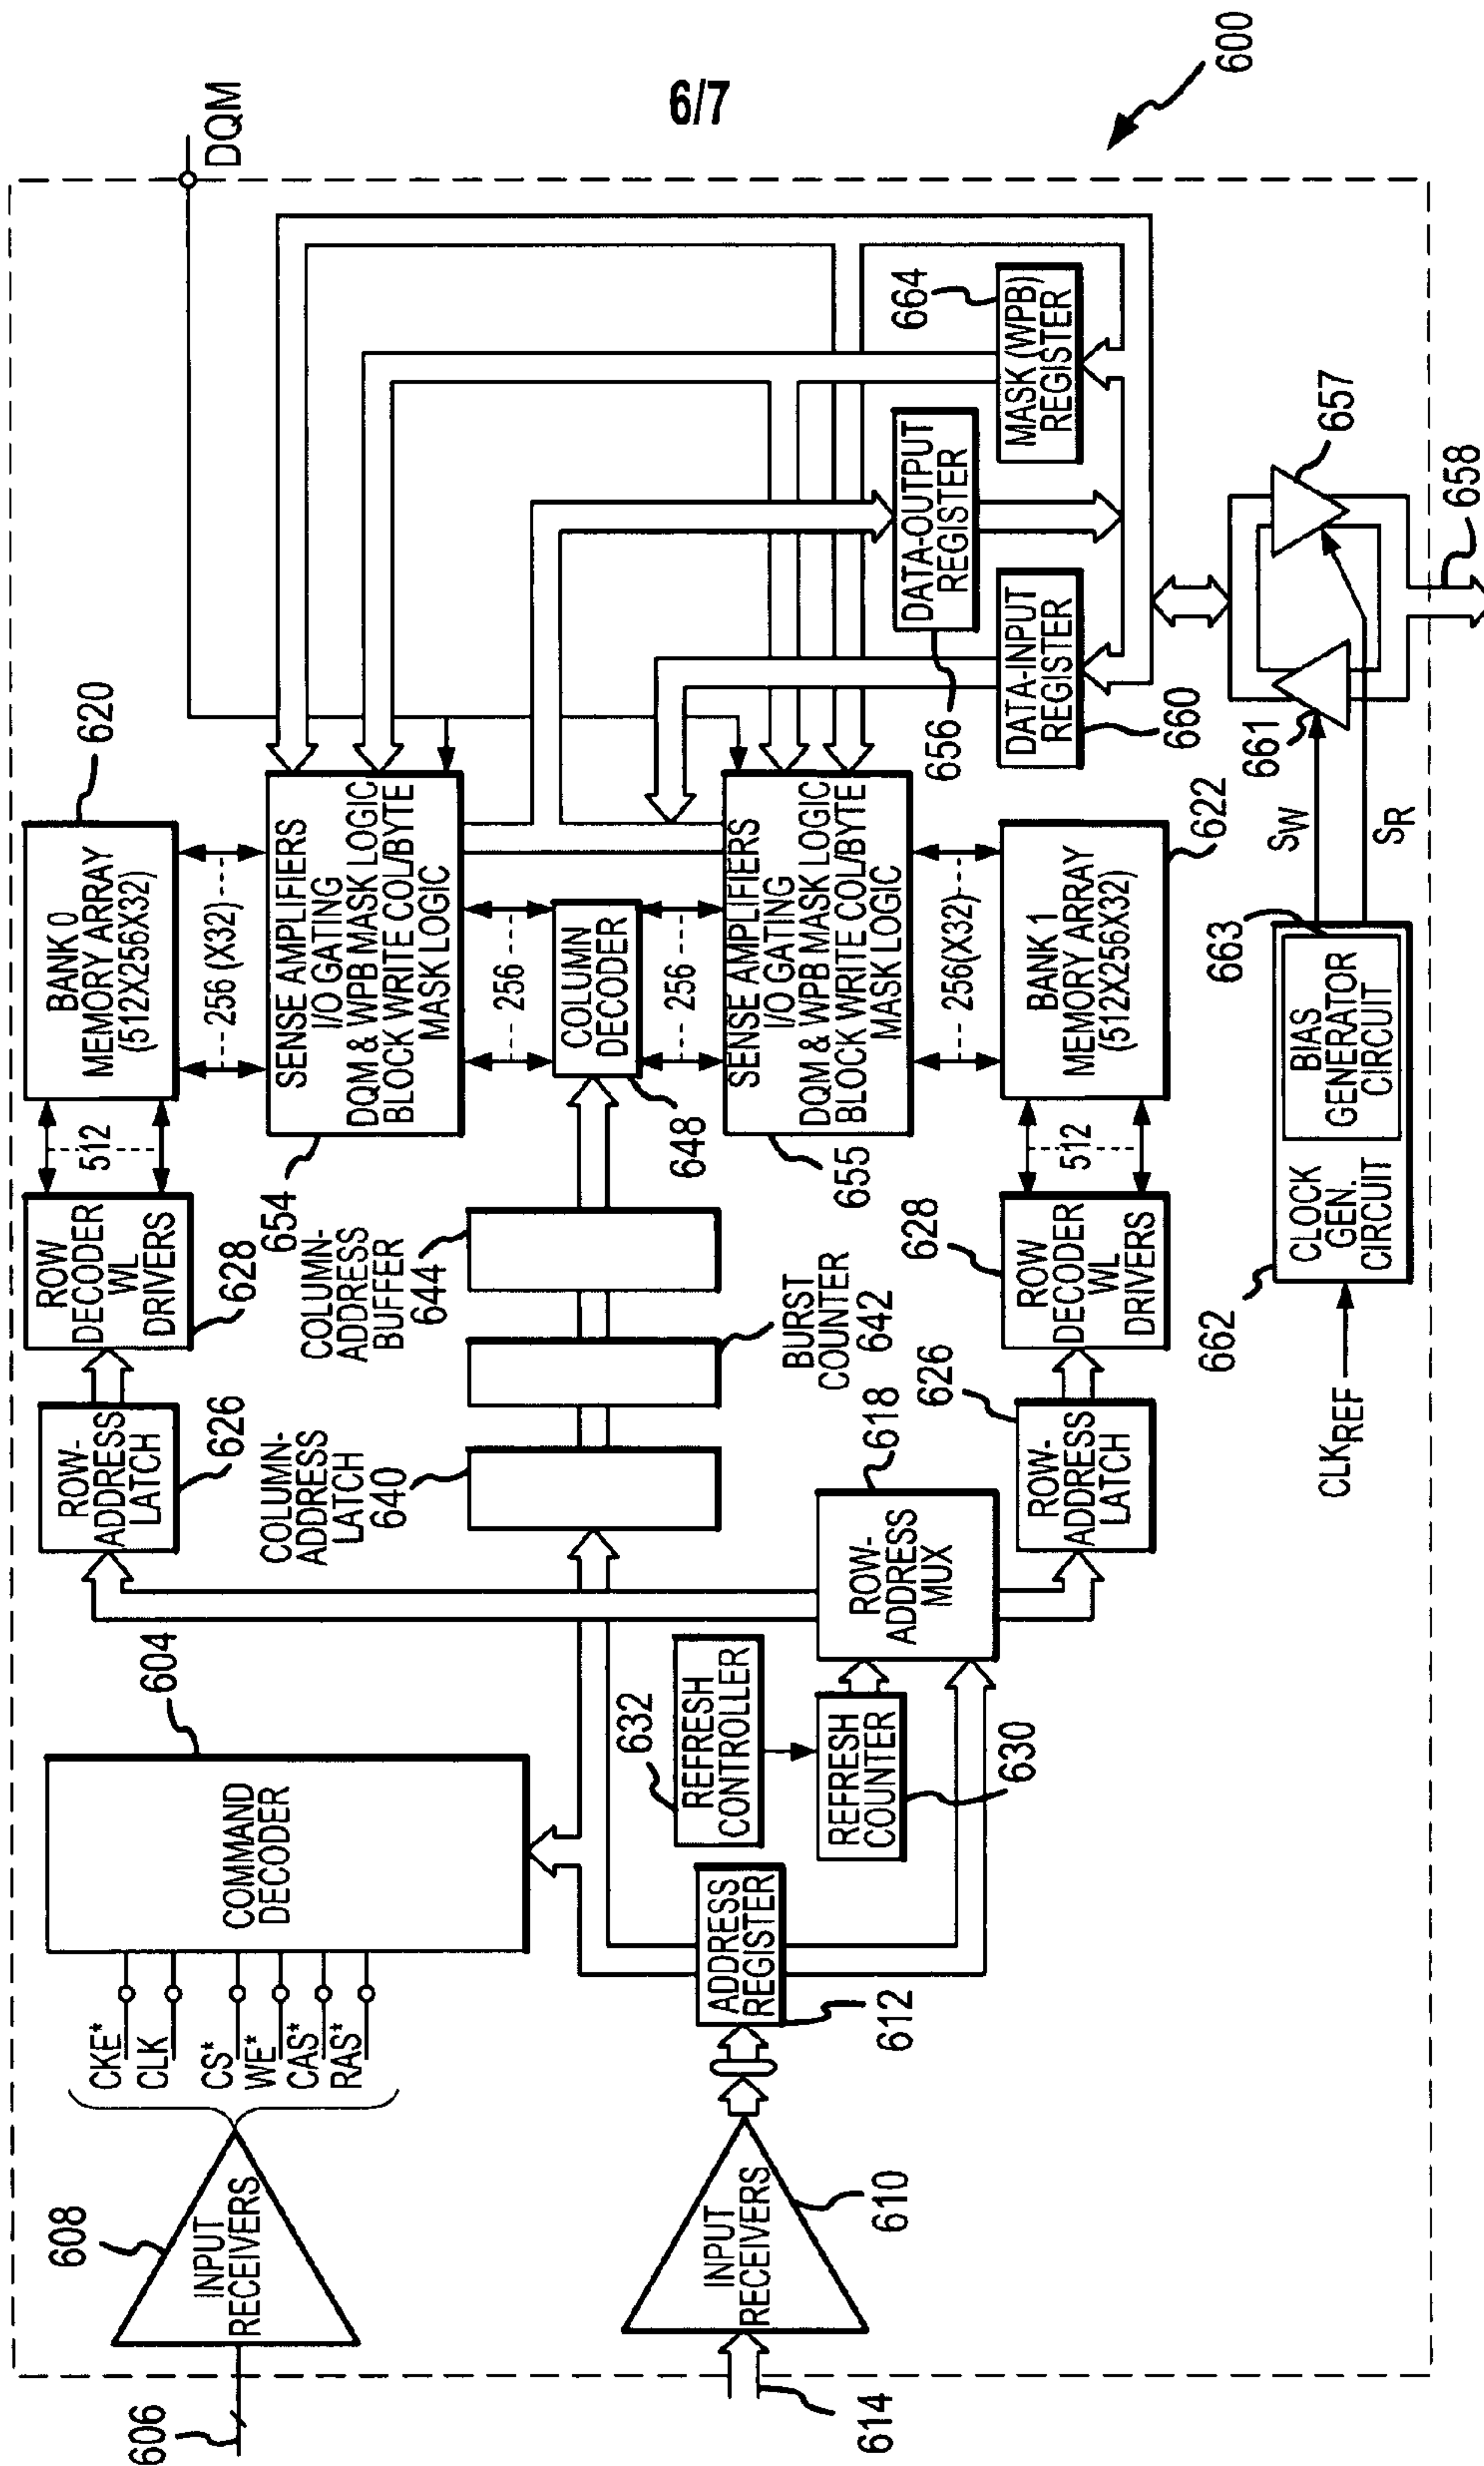 6/7
600
DQM
606
608
INPUT
RECEIVERS
CKE*
CLK
CS*
WE*
CAS*
RAS*
COMMAND
DECODER
604
614
INPUT
RECEIVERS
610
ADDRESS
REGISTER
612
REFRESH
CONTROLLER
632
REFRESH
COUNTER
630
ROW-
ADDRESS
MUX
618
ROW-
ADDRESS
LATCH
626
ROW
DECODER
WL
DRIVERS
628
512
BANK 0
MEMORY ARRAY
(512X256X32)
620
256 (X32)
SENSE AMPLIFIERS
I/O GATING
DQM & WPB MASK LOGIC
BLOCK WRITE COL/BYTE
MASK LOGIC
654
256
COLUMN-
ADDRESS
LATCH
640
BURST
COUNTER
642
COLUMN-
ADDRESS
BUFFER
644
COLUMN
DECODER
648
256
SENSE AMPLIFIERS
I/O GATING
DQM & WPB MASK LOGIC
BLOCK WRITE COL/BYTE
MASK LOGIC
655
256(X32)
ROW-
ADDRESS
LATCH
626
ROW
DECODER
WL
DRIVERS
628
512
BANK 1
MEMORY ARRAY
(512X256X32)
622
DATA-OUTPUT
REGISTER
656
DATA-INPUT
REGISTER
660
MASK (WPB)
REGISTER
664
CLKREF
CLOCK
GEN.
CIRCUIT
662
BIAS
GENERATOR
CIRCUIT
663
SW
SR
661
657
658